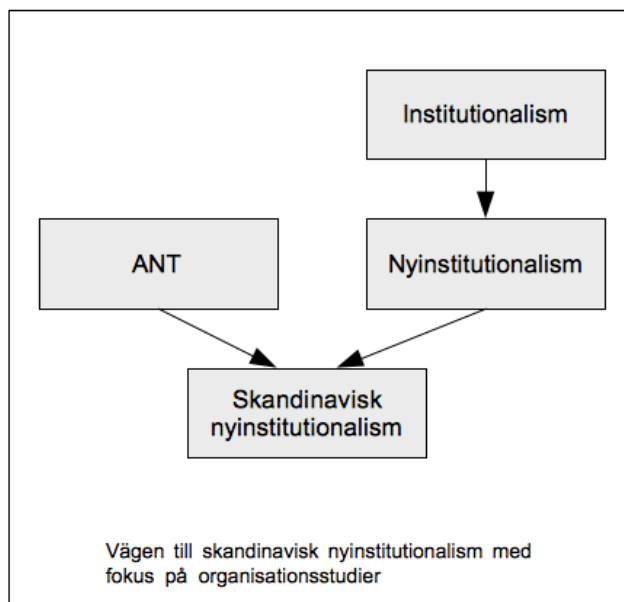 Institutionalism
ANT
Nyinstitutionalism
Skandinavisk
nyinstitutionalism
Vägen till skandinavisk nyinstitutionalism med
fokus på organisationsstudier